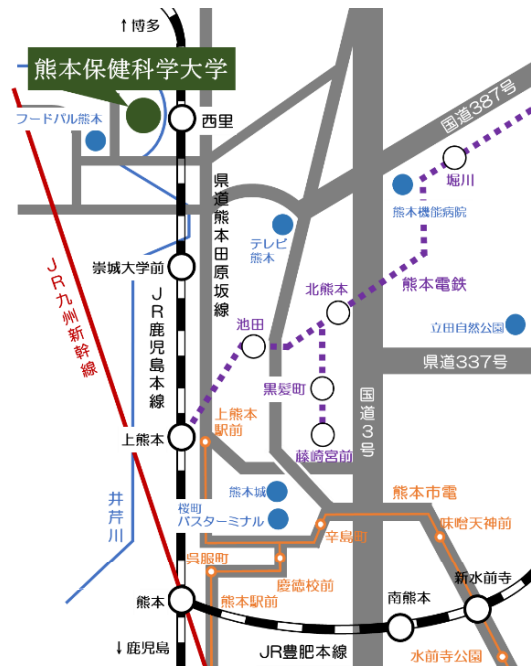 ↑博多
熊本保健科学大学
フードパル熊本
西里
国道387号
堀川
熊本機能病院
県道熊本田原坂線
テレビ
熊本
崇城大学前
熊本電鉄
北熊本
JR九州新幹線
JR鹿児島本線
池田
立田自然公園
県道337号
黒髪町
国道3号
上熊本
駅前
上熊本
藤崎宮前
井芹川
熊本城
熊本市電
桜町
バスターミナル
味噌天神前
辛島町
呉服町
慶徳校前
新水前寺
熊本
熊本駅前
南熊本
↓鹿児島
JR豊肥本線
水前寺公園